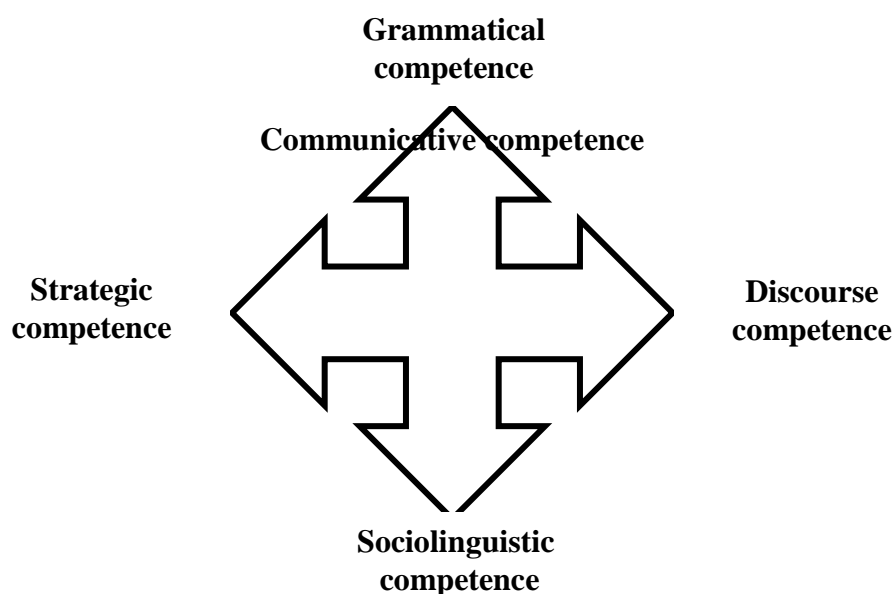 Grammatical
competence
Communicative competence
Strategic
competence
Discourse
competence
Sociolinguistic
competence